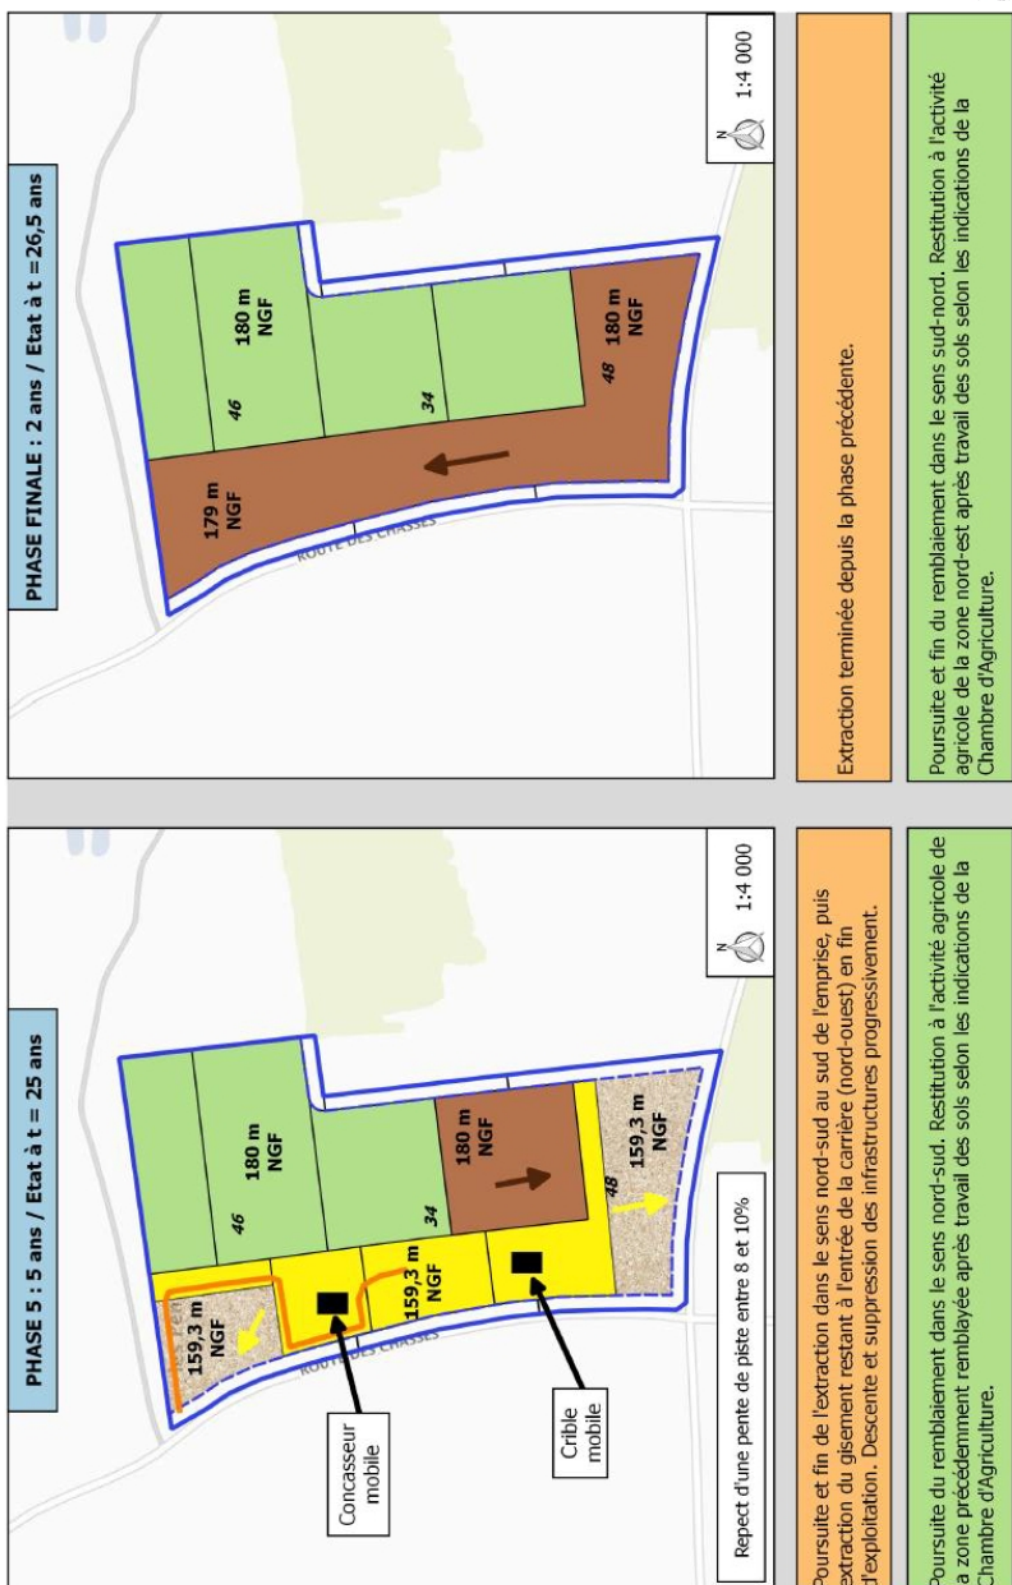 PHASE 5 : 5 ans / Etat à t = 25 ans
46
180 m
NGF
34
180 m
NGF
48
159,3 m
NGF
159,3 m
NGF
159,3 m
NGF
ROUTE DES CHASSES
Concasseur
mobile
Crible
mobile
Repect d'une pente de piste entre 8 et 10%
N
1:4 000
Poursuite et fin de l'extraction dans le sens nord-sud au sud de l'emprise, puis
extraction du gisement restant à l'entrée de la carrière (nord-ouest) en fin
d'exploitation. Descente et suppression des infrastructures progressivement.
Poursuite du remblaiement dans le sens nord-sud. Restitution à l'activité agricole de
la zone précédemment remblayée après travail des sols selon les indications de la
Chambre d'Agriculture.
PHASE FINALE : 2 ans / Etat à t =26,5 ans
46
180 m
NGF
34
48
180 m
NGF
179 m
NGF
ROUTE DES CHASSES
N
1:4 000
Extraction terminée depuis la phase précédente.
Poursuite et fin du remblaiement dans le sens sud-nord. Restitution à l'activité
agricole de la zone nord-est après travail des sols selon les indications de la
Chambre d'Agriculture.